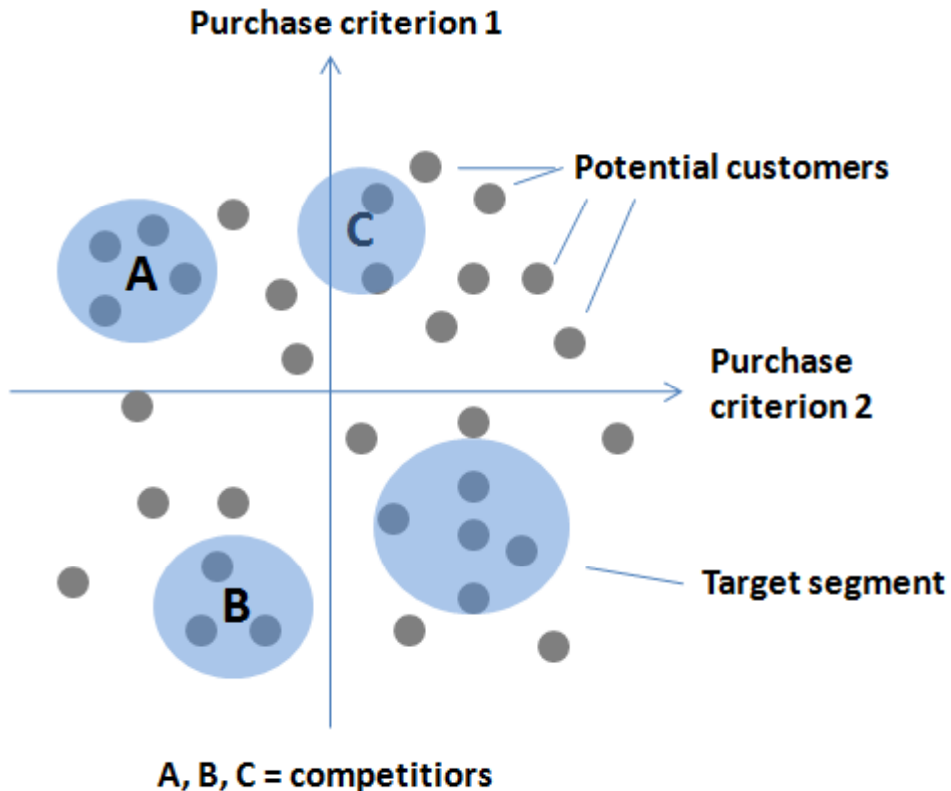 Purchase criterion 1
Potential customers
C
A
Purchase
criterion 2
Target segment
B
A, B, C = competitiors